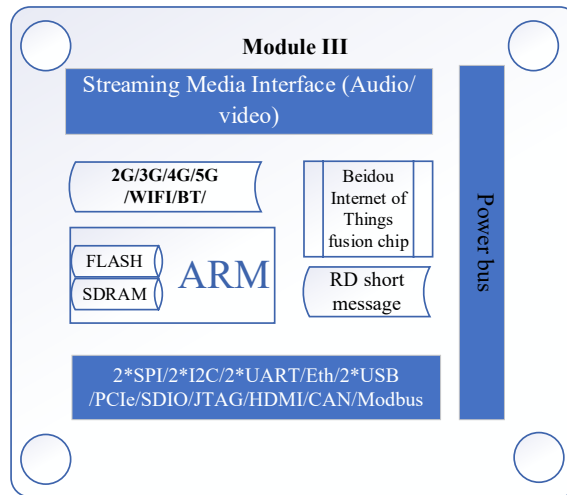 Module III
Streaming Media Interface (Audio/
video)
2G/3G/4G/5G
/WIFI/BT/
Beidou
Internet of
Things
fusion chip
FLASH
SDRAM
ARM
RD short
message
Power bus
2*SPI/2*I2C/2*UART/Eth/2*USB
/PCIe/SDIO/JTAG/HDMI/CAN/Modbus